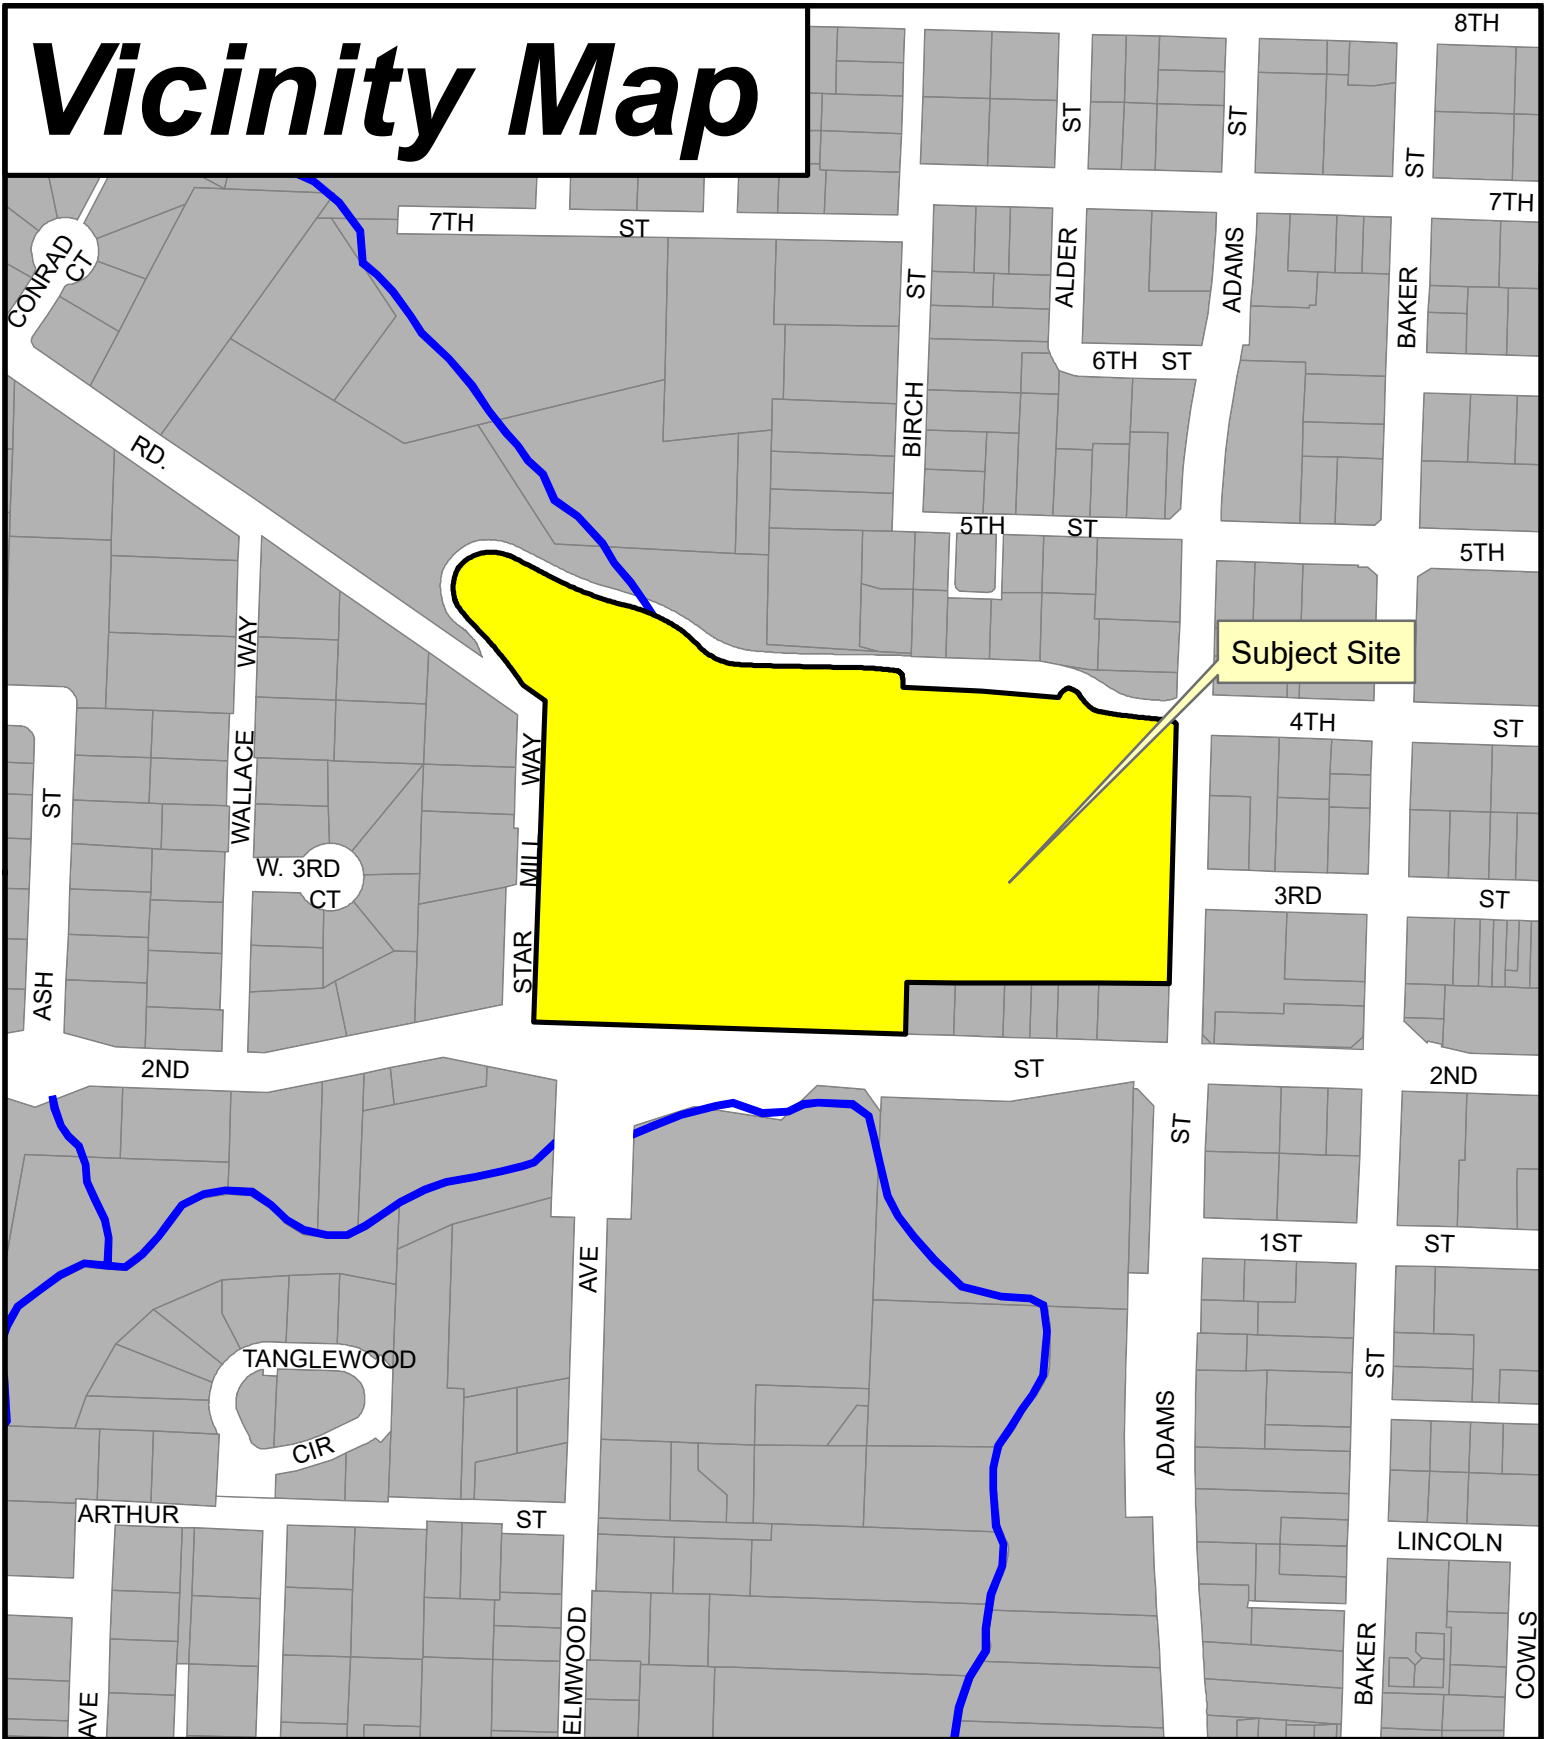 Vicinity Map
8TH
ST
ST
ST
7TH
7TH
ST
CONRAD
CT
ST
ALDER
ADAMS
BAKER
6TH ST
BIRCH
RD.
5TH
ST
5TH
WAY
Subject Site
4TH
ST
WAY
WALLACE
ST
W. 3RD
CT
MILL
3RD
ST
STAR
ASH
2ND
ST
2ND
ST
1ST
ST
AVE
TANGLEWOOD
CIR
ST
ADAMS
ARTHUR
ST
LINCOLN
AVE
ELMWOOD
BAKER
COWLS